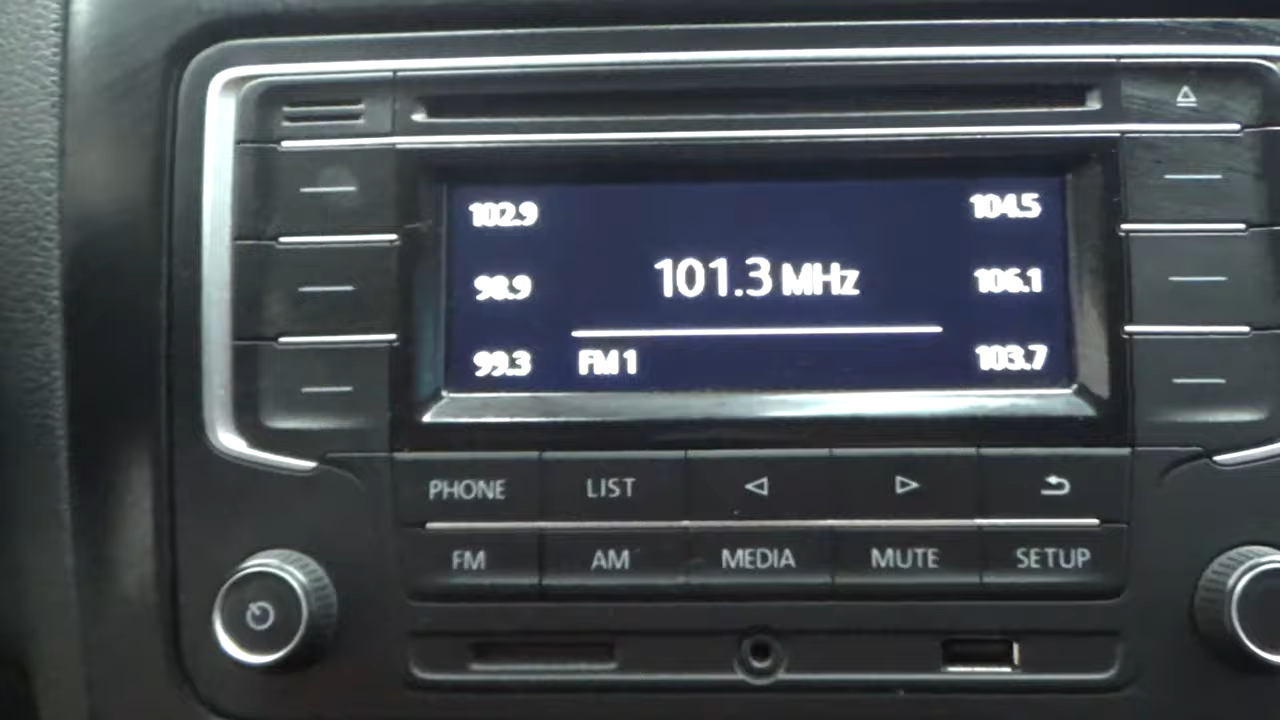 102.9 104.5
101.3 MHz
98.9 106.1
99.3 FM1 103.7
PHONE LIST
FM AM MEDIA MUTE SETUP